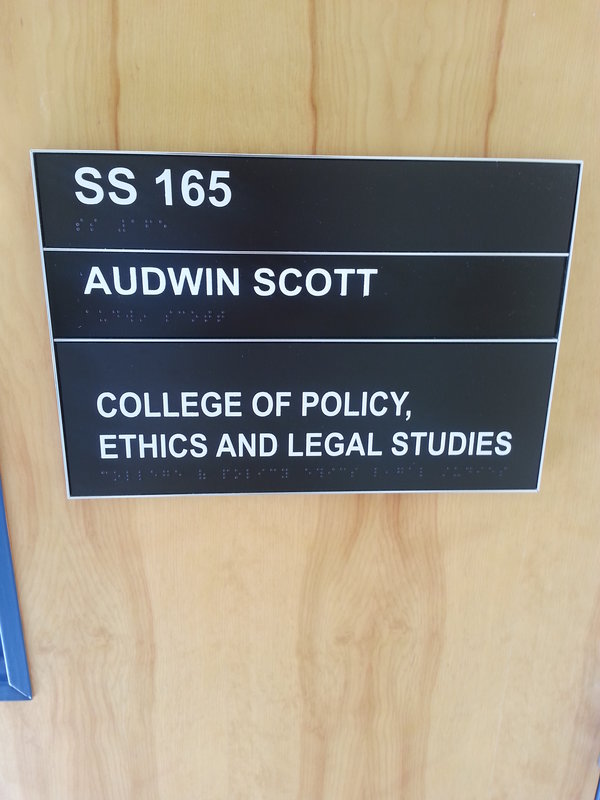 SS 165
AUDWIN SCOTT
COLLEGE OF POLICY,
ETHICS AND LEGAL STUDIES